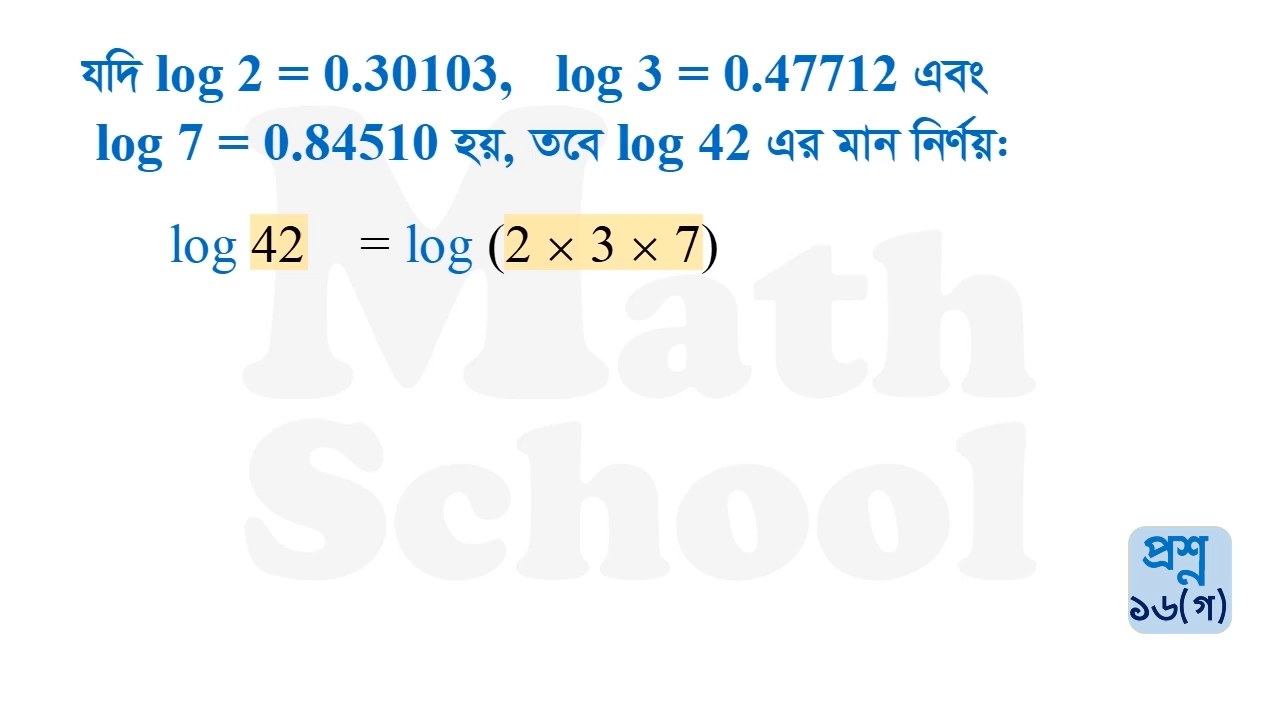 যদি log 2 = 0.30103, log 3 = 0.47712 এবং
log 7 = 0.84510 হয়, তবে log 42 এর মান নির্ণয়ঃ
log 42 = log (2 × 3 × 7)
Math
School
প্রশ্ন
১৬(গ)